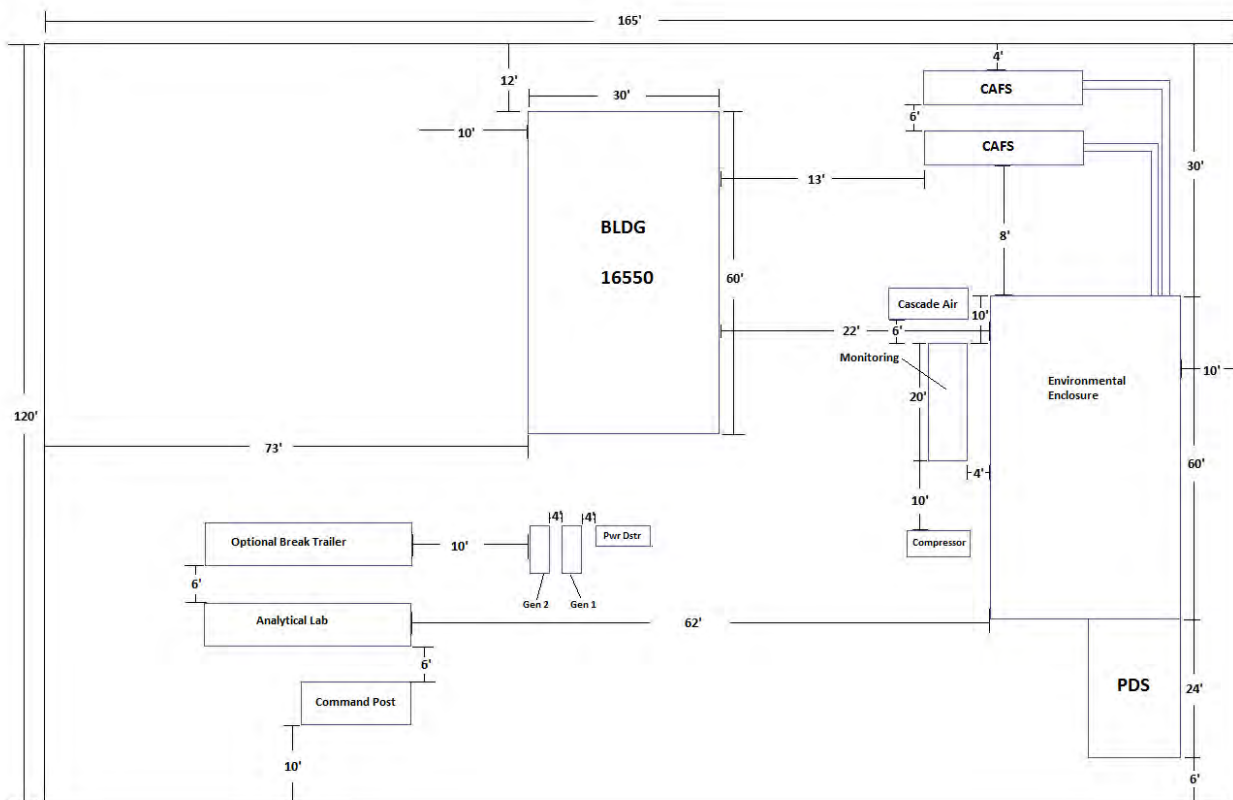 165'
4'
12'
CAFS
30'
6'
10'
CAFS
30'
13'
BLDG
8'
16550
60'
Cascade Air
10'
22'
6'
Monitoring
10'
Environmental
Enclosure
20'
120'
73'
60'
4'
10'
4'
4'
Pwr Dstr
Optional Break Trailer
10'
Compressor
6'
Gen 2
Gen 1
Analytical Lab
62'
6'
PDS
24'
Command Post
10'
6'